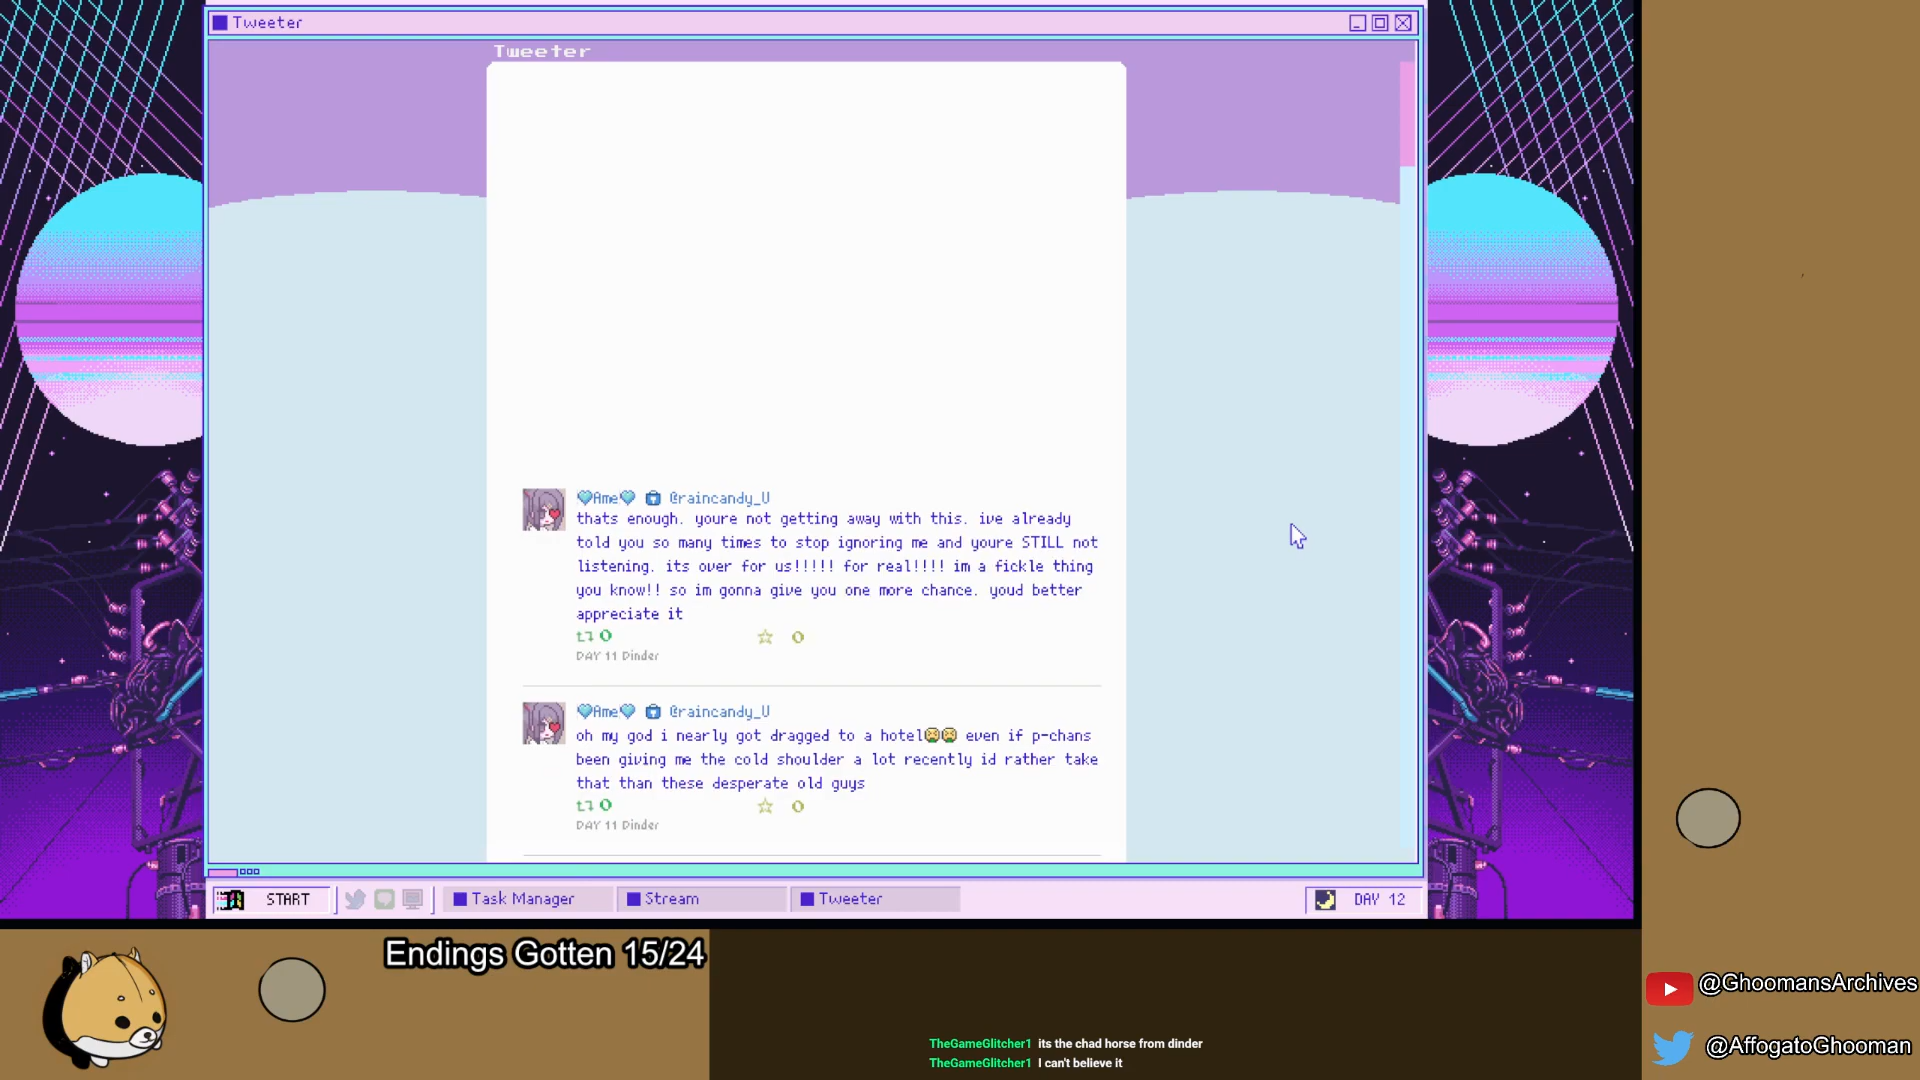 Tweeter
Tweeter
Ame @raincandy_U
thats enough. youre not getting away with this. ive already
told you so many times to stop ignoring me and youre STILL not
listening. its over for us!!!!! for real!!!! im a fickle thing
you know!! so im gonna give you one more chance. youd better
appreciate it
0 0
DAY 11 Dinder
Ame @raincandy_U
oh my god i nearly got dragged to a hotel even if p-chans
been giving me the cold shoulder a lot recently id rather take
that than these desperate old guys
0 0
DAY 11 Dinder
START Task Manager Stream Tweeter DAY 12
Endings Gotten 15/24
@GhoomansArchives
TheGameGlitcher1 its the chad horse from dinder
@AffogatoGhooman
TheGameGlitcher1 I can't believe it